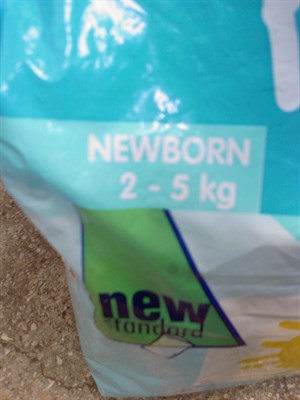 NEWBORN
2 - 5 kg
new
standard